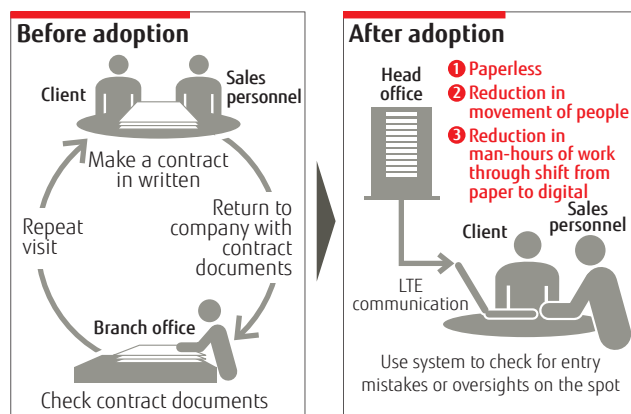 Before adoption
Client
Sales
personnel
Make a contract
in written
Return to
company with
contract
documents
Repeat
visit
Branch office
Check contract documents
After adoption
Head
office
1 Paperless
2 Reduction in
movement of people
3 Reduction in
man-hours of work
through shift from
paper to digital
Sales
personnel
Client
LTE
communication
Use system to check for entry
mistakes or oversights on the spot